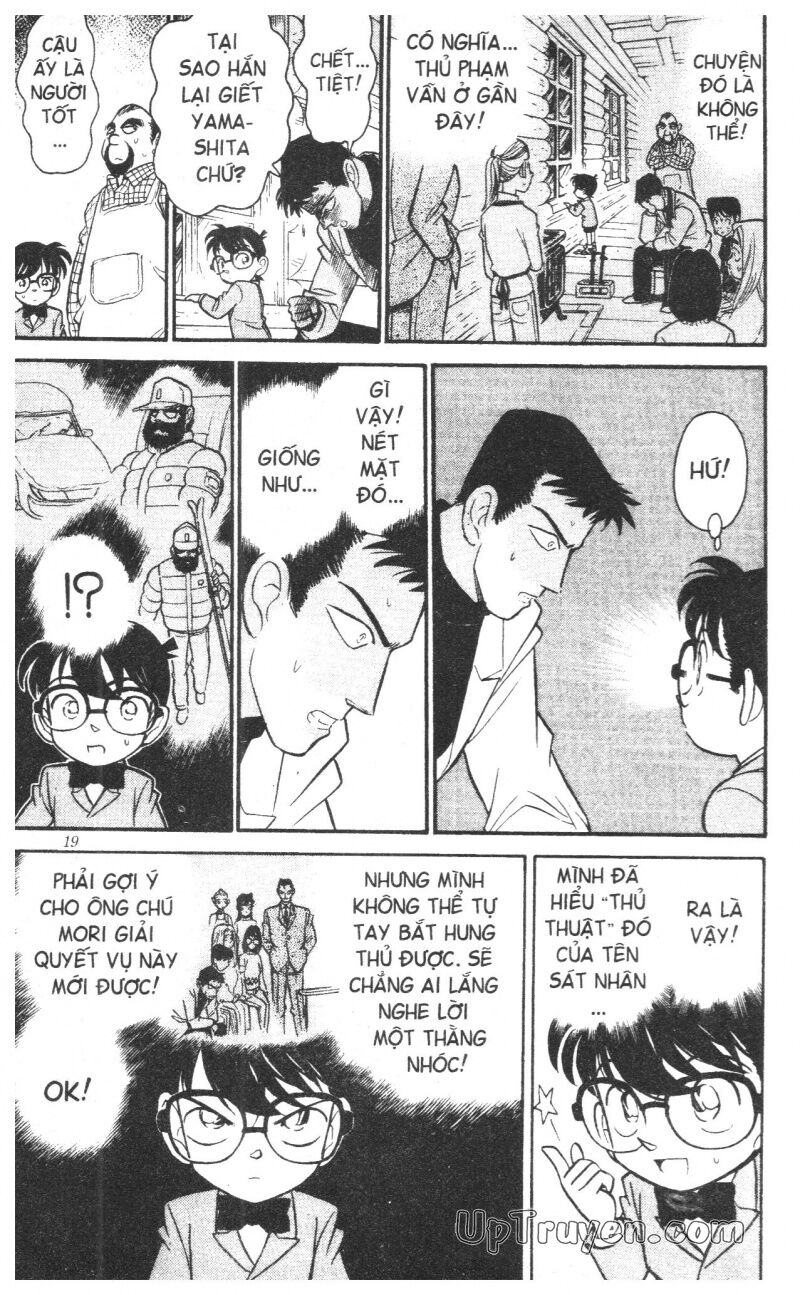 CHUYỆN
ĐÓ LÀ
KHÔNG
THỂ!
CÓ NGHĨA...
THỦ PHẠM
VẪN Ở GẦN
ĐÂY!
CHẾT...
TIỆT!
TẠI
SAO HẮN
LẠI GIẾT
YAMA-
SHITA
CHỨ?
CẬU
ẤY LÀ
NGƯỜI
TỐT
...
HỨ!
GÌ
VẬY!
NÉT
MẶT
ĐÓ...
GIỐNG
NHƯ...
!?
19
RA LÀ
VẬY!
MÌNH ĐÃ
HIỂU "THỦ
THUẬT" ĐÓ
CỦA TÊN
SÁT NHÂN
...
NHƯNG MÌNH
KHÔNG THỂ TỰ
TAY BẮT HUNG
THỦ ĐƯỢC. SẼ
CHẲNG AI LẮNG
NGHE LỜI
MỘT THẰNG
NHÓC!
PHẢI GỢI Ý
CHO ÔNG CHÚ
MORI GIẢI
QUYẾT VỤ NÀY
MỚI ĐƯỢC!
OK!
UpTruyen.com